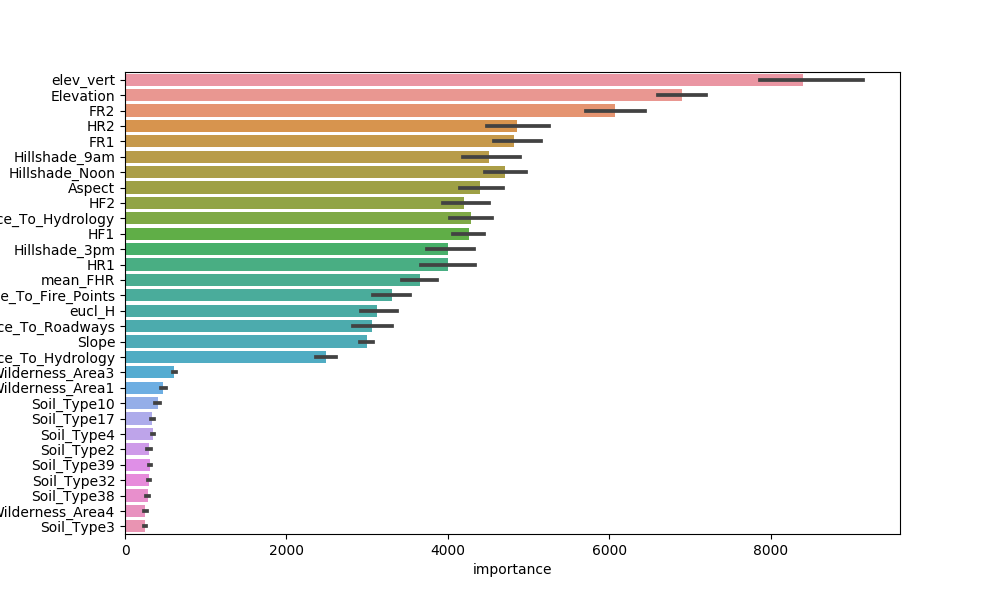 elev_vert
Elevation
FR2
HR2
FR1
Hillshade_9am
Hillshade_Noon
Aspect
HF2
ce_To_Hydrology
HF1
Hillshade_3pm
HR1
mean_FHR
e_To_Fire_Points
eucl_H
ce_To_Roadways
Slope
ce_To_Hydrology
Wilderness_Area3
Wilderness_Area1
Soil_Type10
Soil_Type17
Soil_Type4
Soil_Type2
Soil_Type39
Soil_Type32
Soil_Type38
Wilderness_Area4
Soil_Type3
0 2000 4000 6000 8000
importance